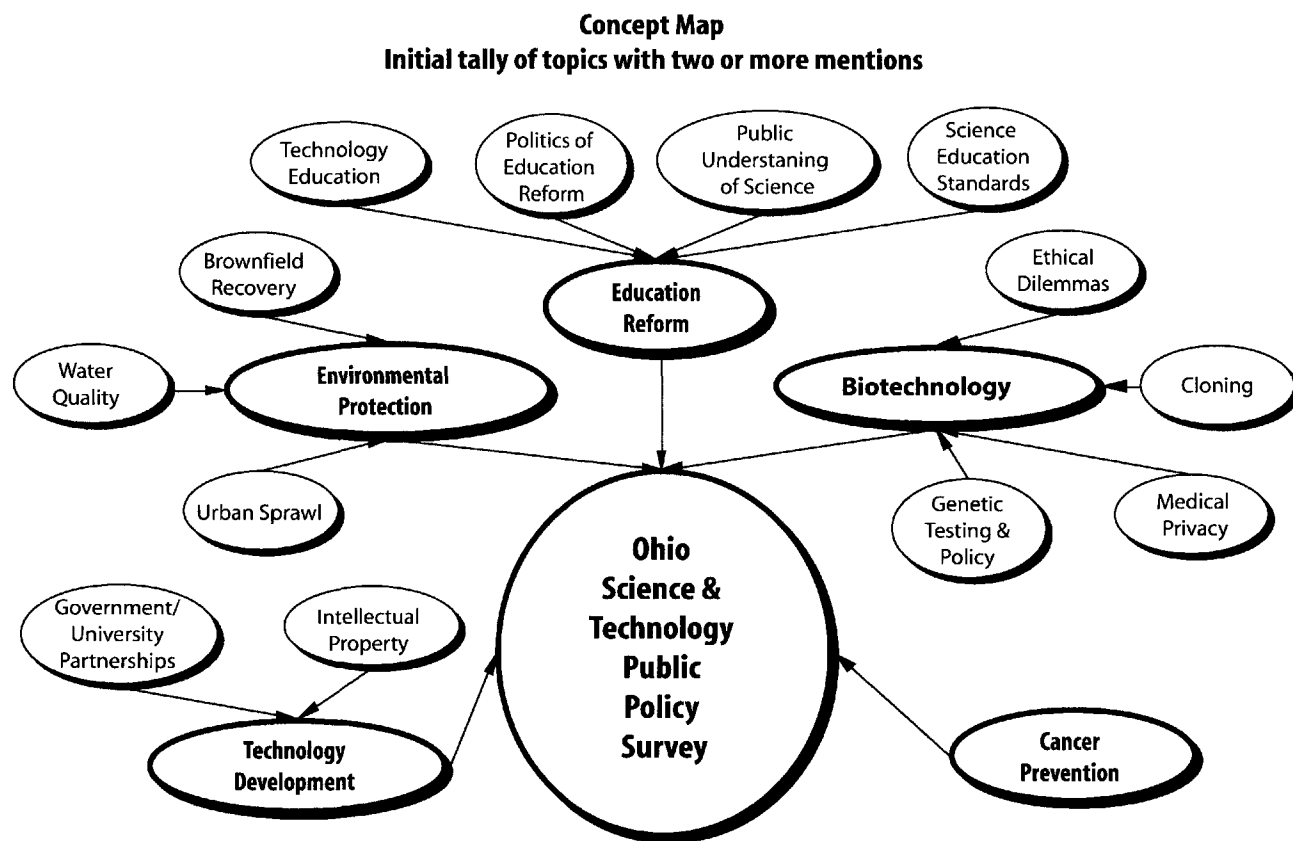 Concept Map
Initial tally of topics with two or more mentions
Technology
Education
Politics of
Education
Reform
Public
Understaning
of Science
Science
Education
Standards
Brownfield
Recovery
Education
Reform
Ethical
Dilemmas
Water
Quality
Environmental
Protection
Biotechnology
Cloning
Urban Sprawl
Genetic
Testing &
Policy
Medical
Privacy
Ohio
Science &
Technology
Public
Policy
Survey
Government/
University
Partnerships
Intellectual
Property
Technology
Development
Cancer
Prevention